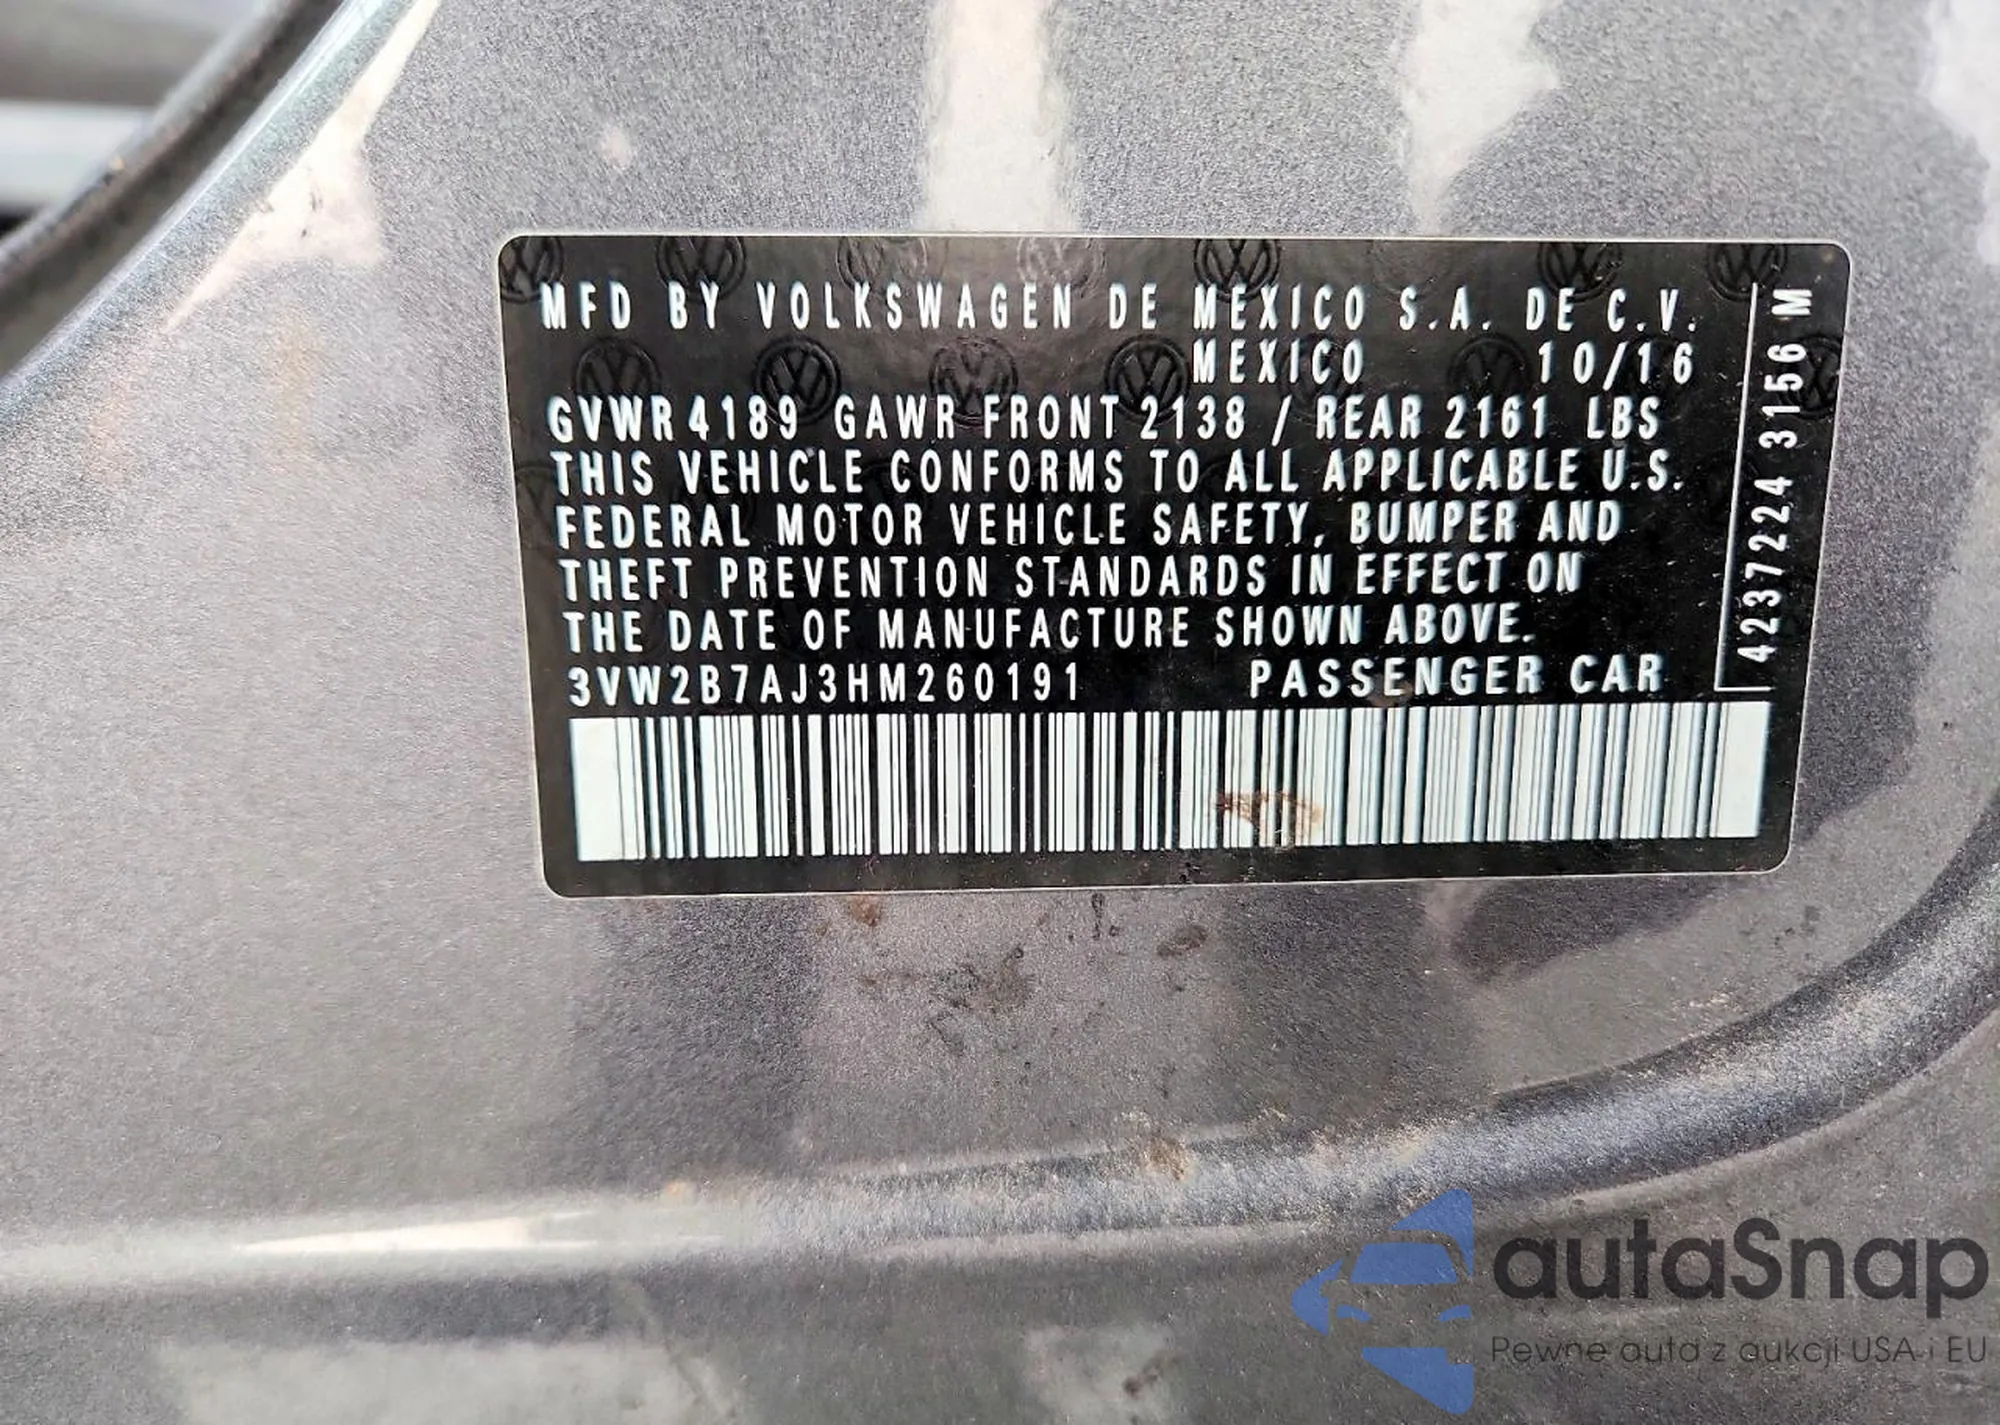 MFD BY VOLKSWAGEN DE MEXICO S.A. DE C.V.
MEXICO 10/16
GVWR 4189 GAWR FRONT 2138 / REAR 2161 LBS
THIS VEHICLE CONFORMS TO ALL APPLICABLE U.S.
FEDERAL MOTOR VEHICLE SAFETY, BUMPER AND
THEFT PREVENTION STANDARDS IN EFFECT ON
THE DATE OF MANUFACTURE SHOWN ABOVE.
3VW2B7AJ3HM260191 PASSENGER CAR
4237224 3156 M
autaSnap
Pewne auta z aukcji USA i EU